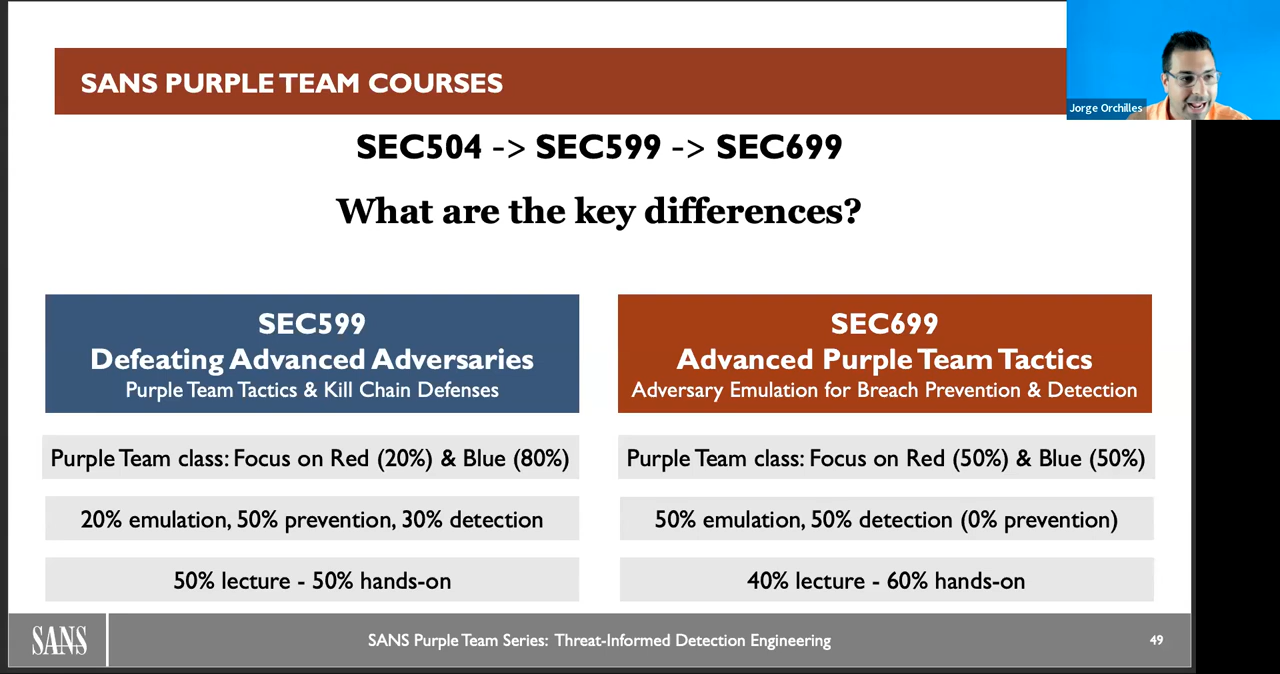 SANS PURPLE TEAM COURSES
Jorge Orchilles
SEC504 -> SEC599 -> SEC699
What are the key differences?
SEC599
Defeating Advanced Adversaries
Purple Team Tactics & Kill Chain Defenses
Purple Team class: Focus on Red (20%) & Blue (80%)
20% emulation, 50% prevention, 30% detection
50% lecture - 50% hands-on
SEC699
Advanced Purple Team Tactics
Adversary Emulation for Breach Prevention & Detection
Purple Team class: Focus on Red (50%) & Blue (50%)
50% emulation, 50% detection (0% prevention)
40% lecture - 60% hands-on
SANS
SANS Purple Team Series: Threat-Informed Detection Engineering
49